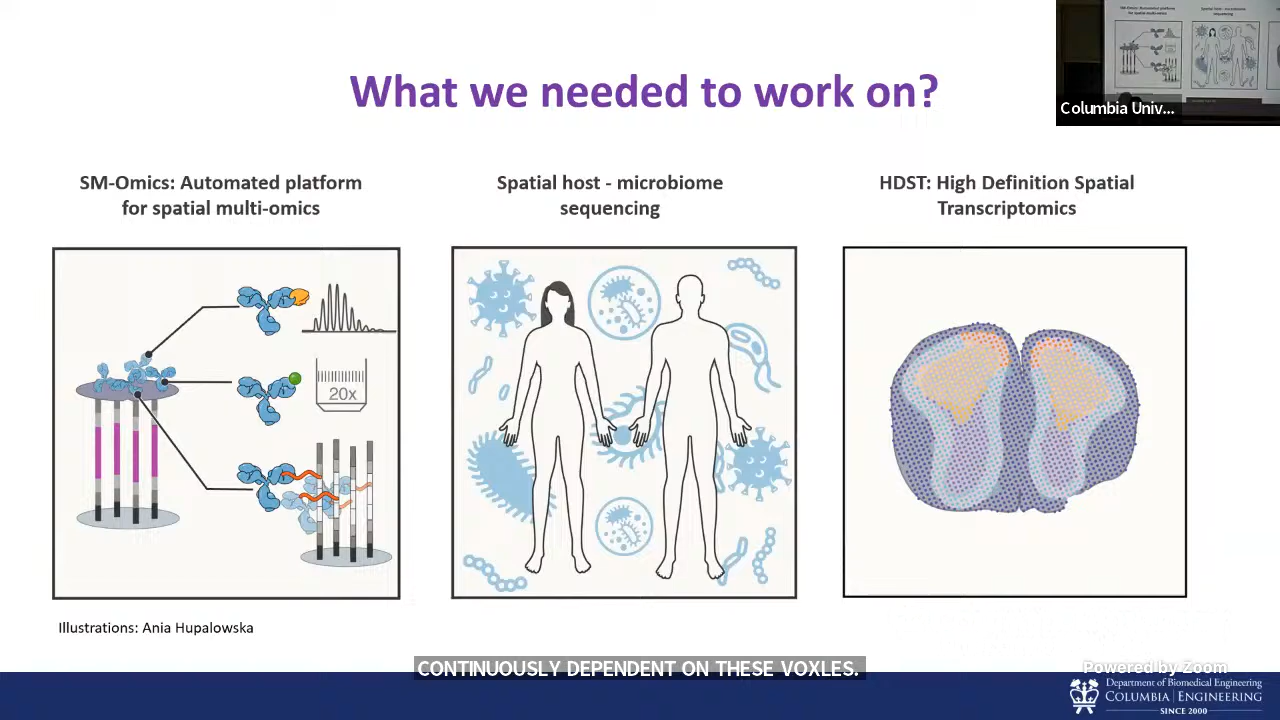 What we needed to work on?
Columbia Univ...
SM-Omics: Automated platform
for spatial multi-omics
Spatial host - microbiome
sequencing
HDST: High Definition Spatial
Transcriptomics
20x
Illustrations: Ania Hupalowska
CONTINUOUSLY DEPENDENT ON THESE VOXLES.
Powered by Zoom
Department of Biomedical Engineering
COLUMBIA | ENGINEERING
SINCE 2000